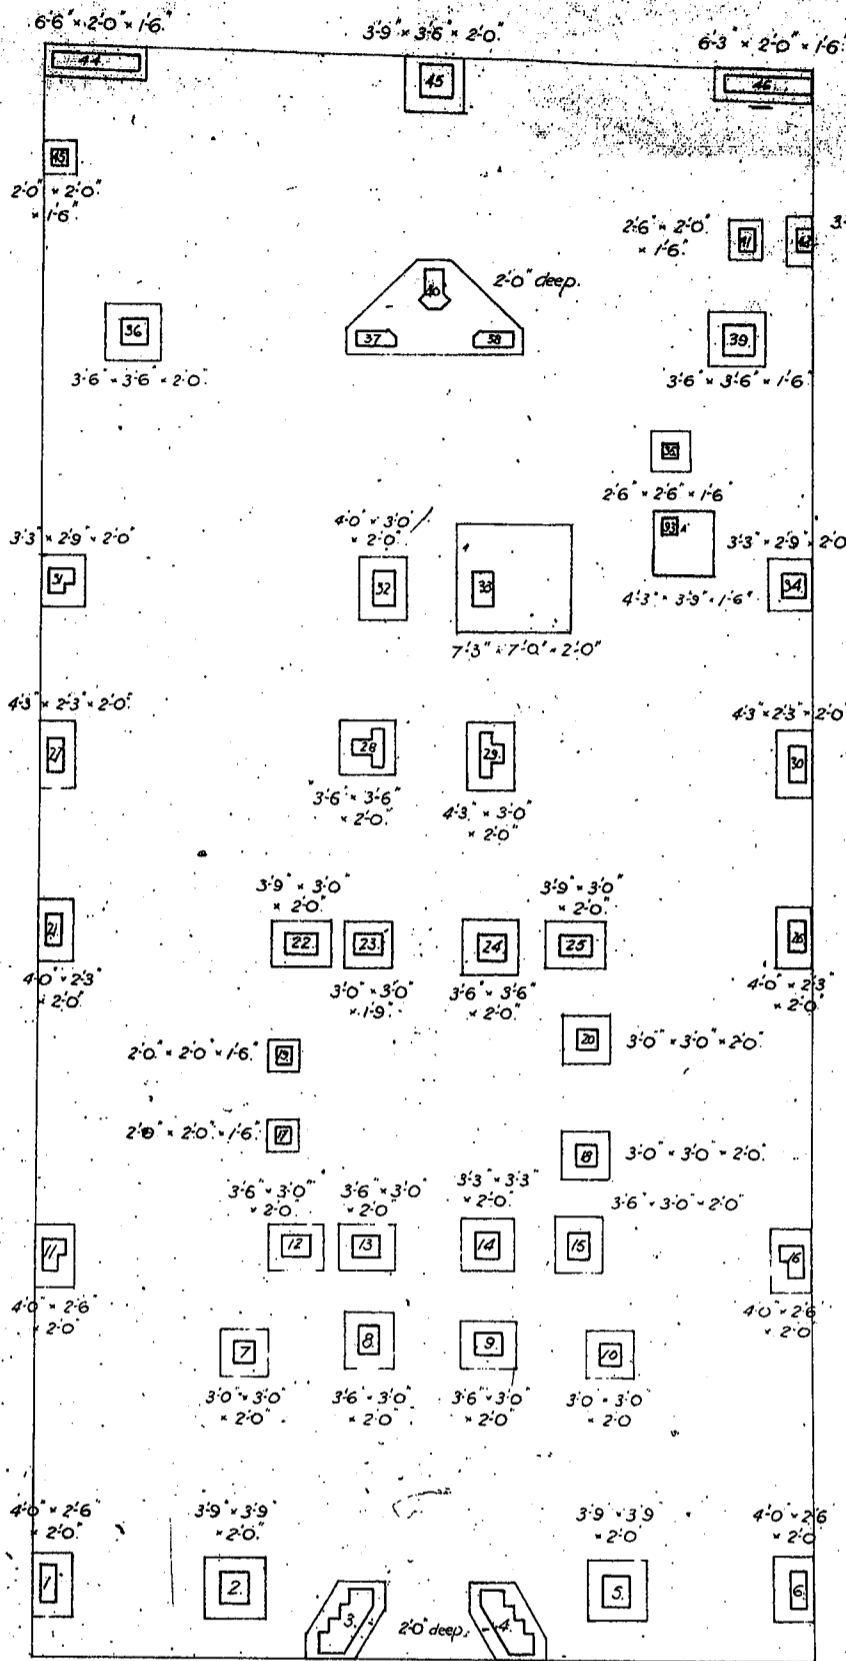 6'-6" × 2'-0" × 1'-6"
3'-9" × 3'-6" × 2'-0"
6'-3" × 2'-0" × 1'-6"
44
45
46
2'-0" × 2'-0"
× 1'-6"
2'-6" × 2'-0"
× 1'-6"
41
42
40
2'-0" deep.
36
37
38
39
3'-6" × 3'-6" × 2'-0"
3'-6" × 3'-6" × 1'-6"
35
2'-6" × 2'-6" × 1'-6"
4'-0" × 3'-0"
× 2'-0"
3'-3" × 2'-9" × 2'-0"
33 A
3'-3" × 2'-9" × 2'-0"
31
32
33
34
4'-3" × 3'-9" × 1'-6"
7'-3" × 7'-0" × 2'-0"
4'-3" × 2'-3" × 2'-0"
4'-3" × 2'-3" × 2'-0"
27
28
29
30
3'-6" × 3'-6"
× 2'-0"
4'-3" × 3'-0"
× 2'-0"
3'-9" × 3'-0"
× 2'-0"
3'-9" × 3'-0"
× 2'-0"
21
22
23
24
25
26
4'-0" × 2'-3"
× 2'-0"
3'-0" × 3'-0"
× 1'-9"
3'-6" × 3'-6"
× 2'-0"
4'-0" × 2'-3"
× 2'-0"
2'-0" × 2'-0" × 1'-6"
19
20
3'-0" × 3'-0" × 2'-0"
2'-0" × 2'-0" × 1'-6"
17
18
3'-0" × 3'-0" × 2'-0"
3'-6" × 3'-0"
× 2'-0"
3'-6" × 3'-0"
× 2'-0"
3'-3" × 3'-3"
× 2'-0"
3'-6" × 3'-0" × 2'-0"
11
12
13
14
15
16
4'-0" × 2'-6"
× 2'-0"
4'-0" × 2'-6"
× 2'-0
7
8
9
10
3'-0" × 3'-0"
× 2'-0"
3'-6" × 3'-0"
× 2'-0"
3'-6" × 3'-0"
× 2'-0"
3'-0" × 3'-0"
× 2'-0
4'-0" × 2'-6"
× 2'-0"
3'-9" × 3'-9"
× 2'-0"
3'-9" × 3'-9"
× 2'-0
4'-0" × 2'-6
× 2'-0
1
2
3
2'-0" deep.
4
5
6